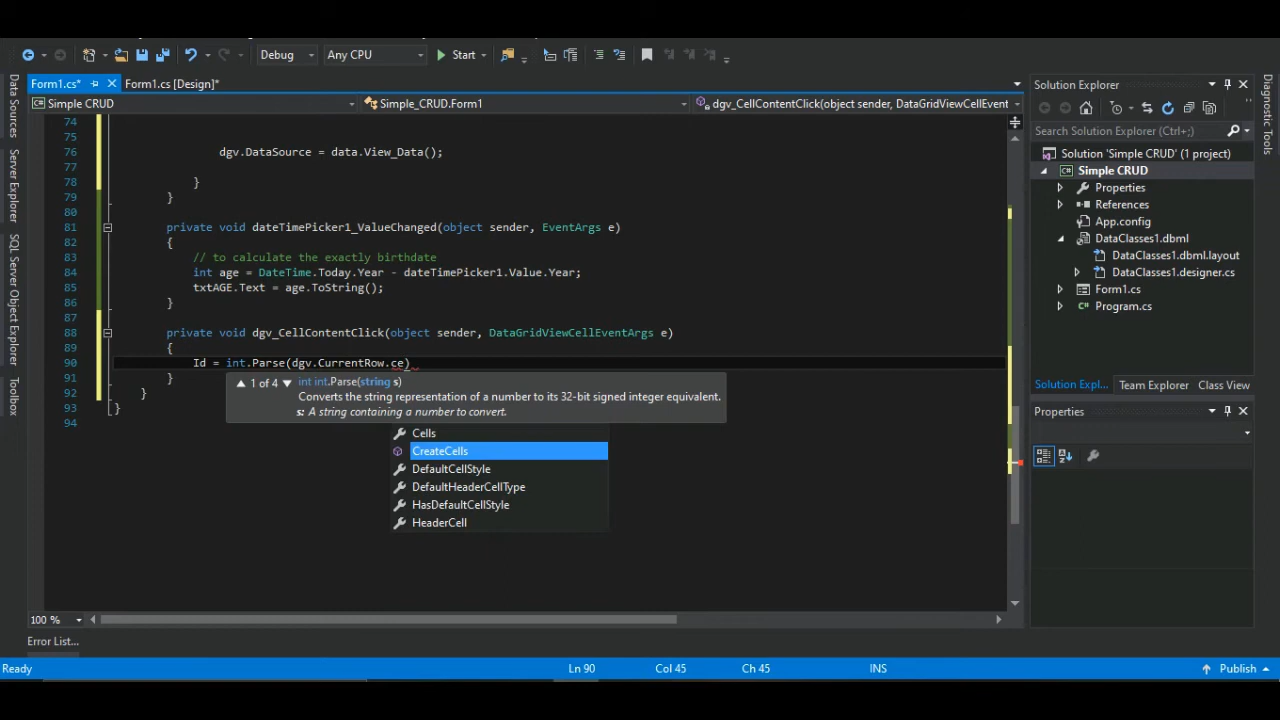 Debug
Any CPU
Start
Form1.cs*
Form1.cs [Design]*
Solution Explorer
Simple CRUD
Simple_CRUD.Form1
dgv_CellContentClick(object sender, DataGridViewCellEvent
Data Sources
Server Explorer
SQL Server Object Explorer
Toolbox
Diagnostic Tools
Search Solution Explorer (Ctrl+;)
Solution 'Simple CRUD' (1 project)
Simple CRUD
Properties
References
App.config
DataClasses1.dbml
DataClasses1.dbml.layout
DataClasses1.designer.cs
Form1.cs
Program.cs
74
75
76 dgv.DataSource = data.View_Data();
77
78 }
79 }
80
81 private void dateTimePicker1_ValueChanged(object sender, EventArgs e)
82 {
83 // to calculate the exactly birthdate
84 int age = DateTime.Today.Year - dateTimePicker1.Value.Year;
85 txtAGE.Text = age.ToString();
86 }
87
88 private void dgv_CellContentClick(object sender, DataGridViewCellEventArgs e)
89 {
90 Id = int.Parse(dgv.CurrentRow.ce)
91 }
92 }
93 }
94
1 of 4 int int.Parse(string s)
Converts the string representation of a number to its 32-bit signed integer equivalent.
s: A string containing a number to convert.
Cells
CreateCells
DefaultCellStyle
DefaultHeaderCellType
HasDefaultCellStyle
HeaderCell
Solution Expl...
Team Explorer
Class View
Properties
100 %
Error List...
Ready
Ln 90
Col 45
Ch 45
INS
Publish